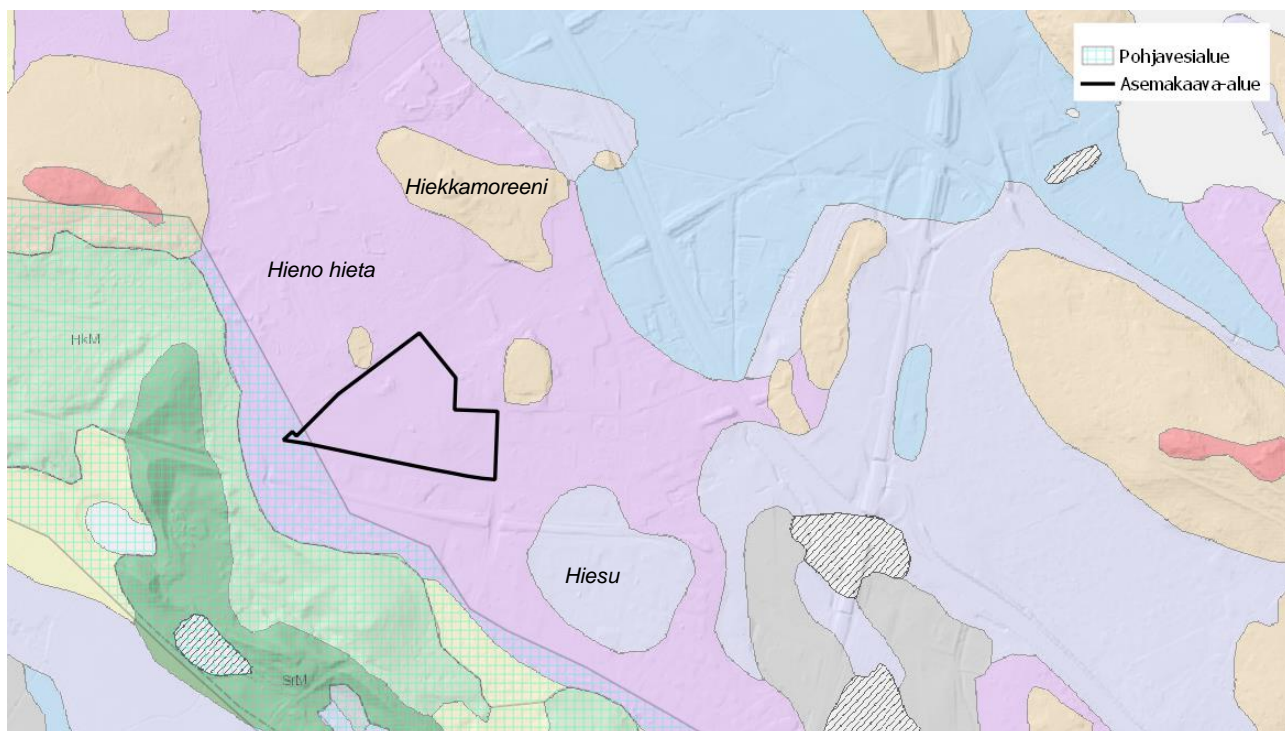 Pohjavesialue
Asemakaava-alue
Hiekkamoreeni
Hieno hieta
HkM
Hiesu
SrM